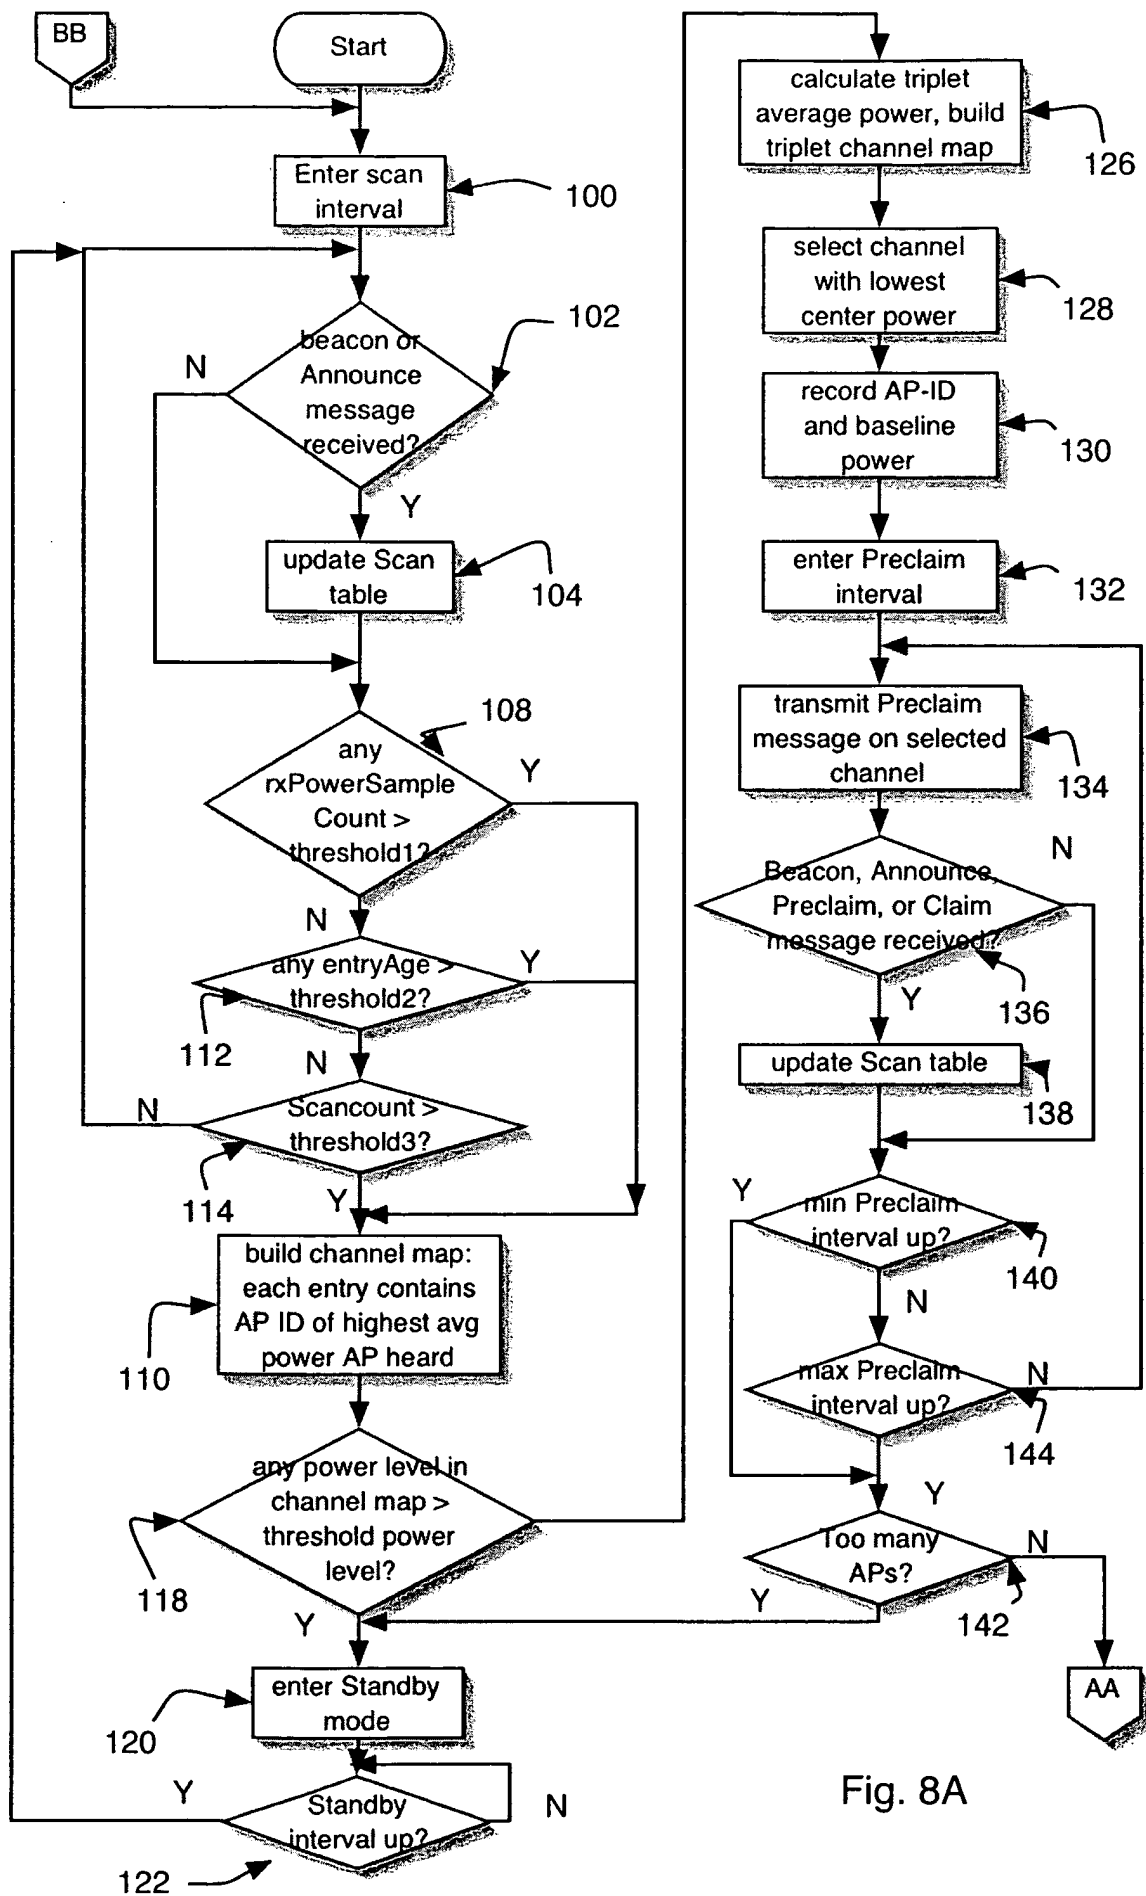 BB
Start
Enter scan
interval
100
beacon or
Announce
message
received?
102
N
Y
update Scan
table
104
any
rxPowerSample
Count >
threshold1?
108
Y
N
any entryAge >
threshold2?
Y
112
N
Scancount >
threshold3?
N
114
Y
build channel map:
each entry contains
AP ID of highest avg
power AP heard
110
any power level in
channel map >
threshold power
level?
118
Y
enter Standby
mode
120
Y
Standby
interval up?
N
122
calculate triplet
average power, build
triplet channel map
126
select channel
with lowest
center power
128
record AP-ID
and baseline
power
130
enter Preclaim
interval
132
transmit Preclaim
message on selected
channel
134
N
Beacon, Announce,
Preclaim, or Claim
message received?
136
Y
update Scan table
138
Y
min Preclaim
interval up?
140
N
max Preclaim
interval up?
N
144
Y
Too many
APs?
N
Y
142
AA
Fig. 8A